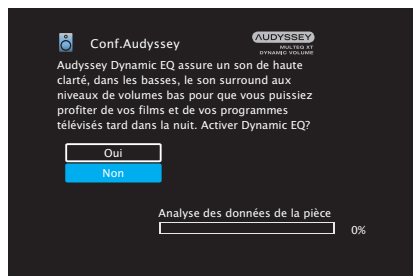 Conf.Audyssey
AUDYSSEY
MULTEQ XT
DYNAMIC VOLUME
Audyssey Dynamic EQ assure un son de haute
clarté, dans les basses, le son surround aux
niveaux de volumes bas pour que vous puissiez
profiter de vos films et de vos programmes
télévisés tard dans la nuit. Activer Dynamic EQ?
Oui
Non
Analyse des données de la pièce
0%